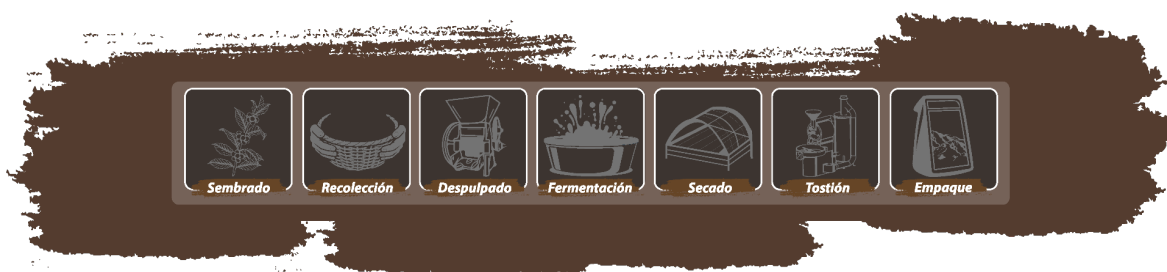 Sembrado
Recolección
Despulpado
Fermentación
Secado
Tostión
Empaque